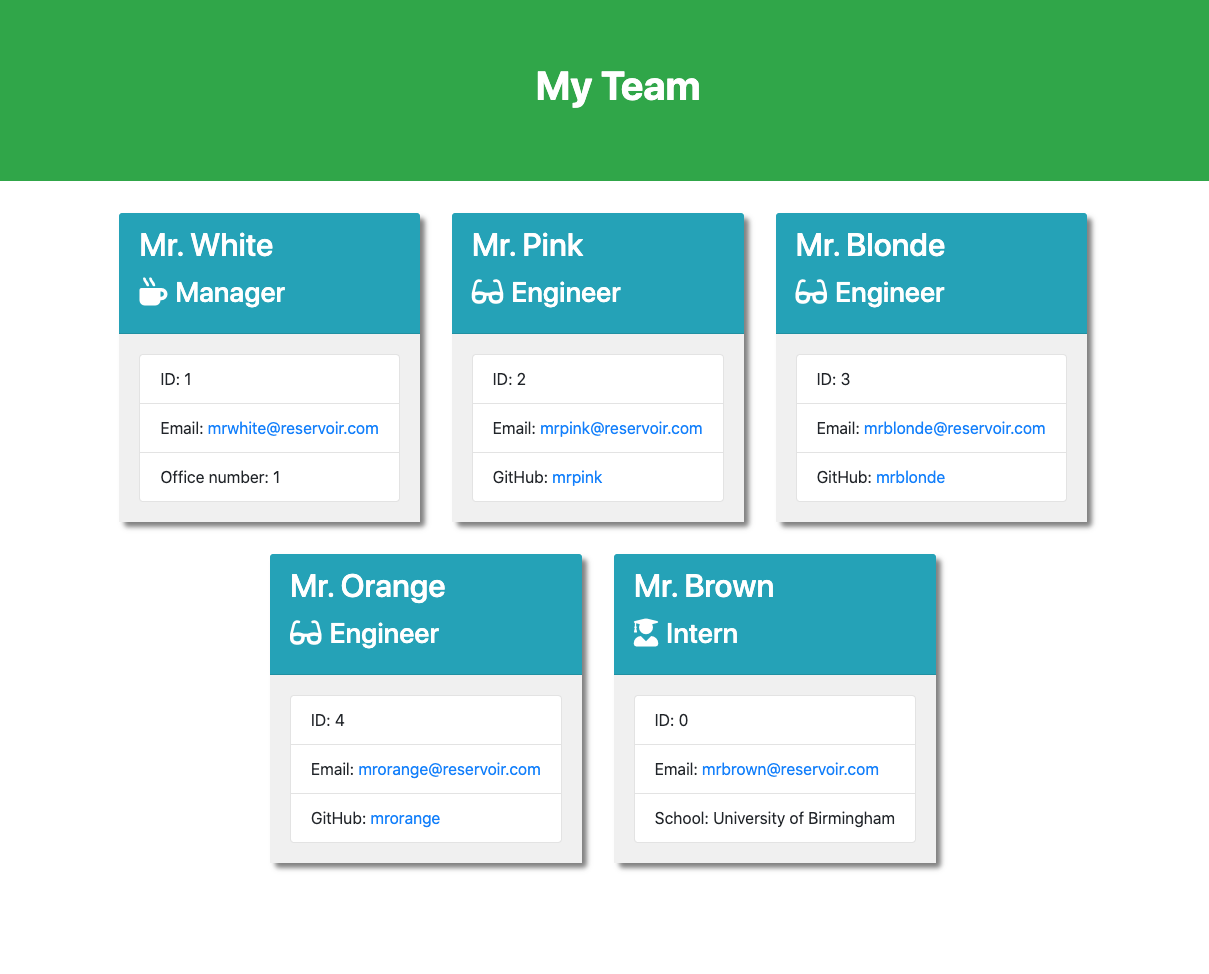 My Team
Mr. White
Manager
ID: 1
Email: mrwhite@reservoir.com
Office number: 1
Mr. Pink
Engineer
ID: 2
Email: mrpink@reservoir.com
GitHub: mrpink
Mr. Blonde
Engineer
ID: 3
Email: mrblonde@reservoir.com
GitHub: mrblonde
Mr. Orange
Engineer
ID: 4
Email: mrorange@reservoir.com
GitHub: mrorange
Mr. Brown
Intern
ID: 0
Email: mrbrown@reservoir.com
School: University of Birmingham